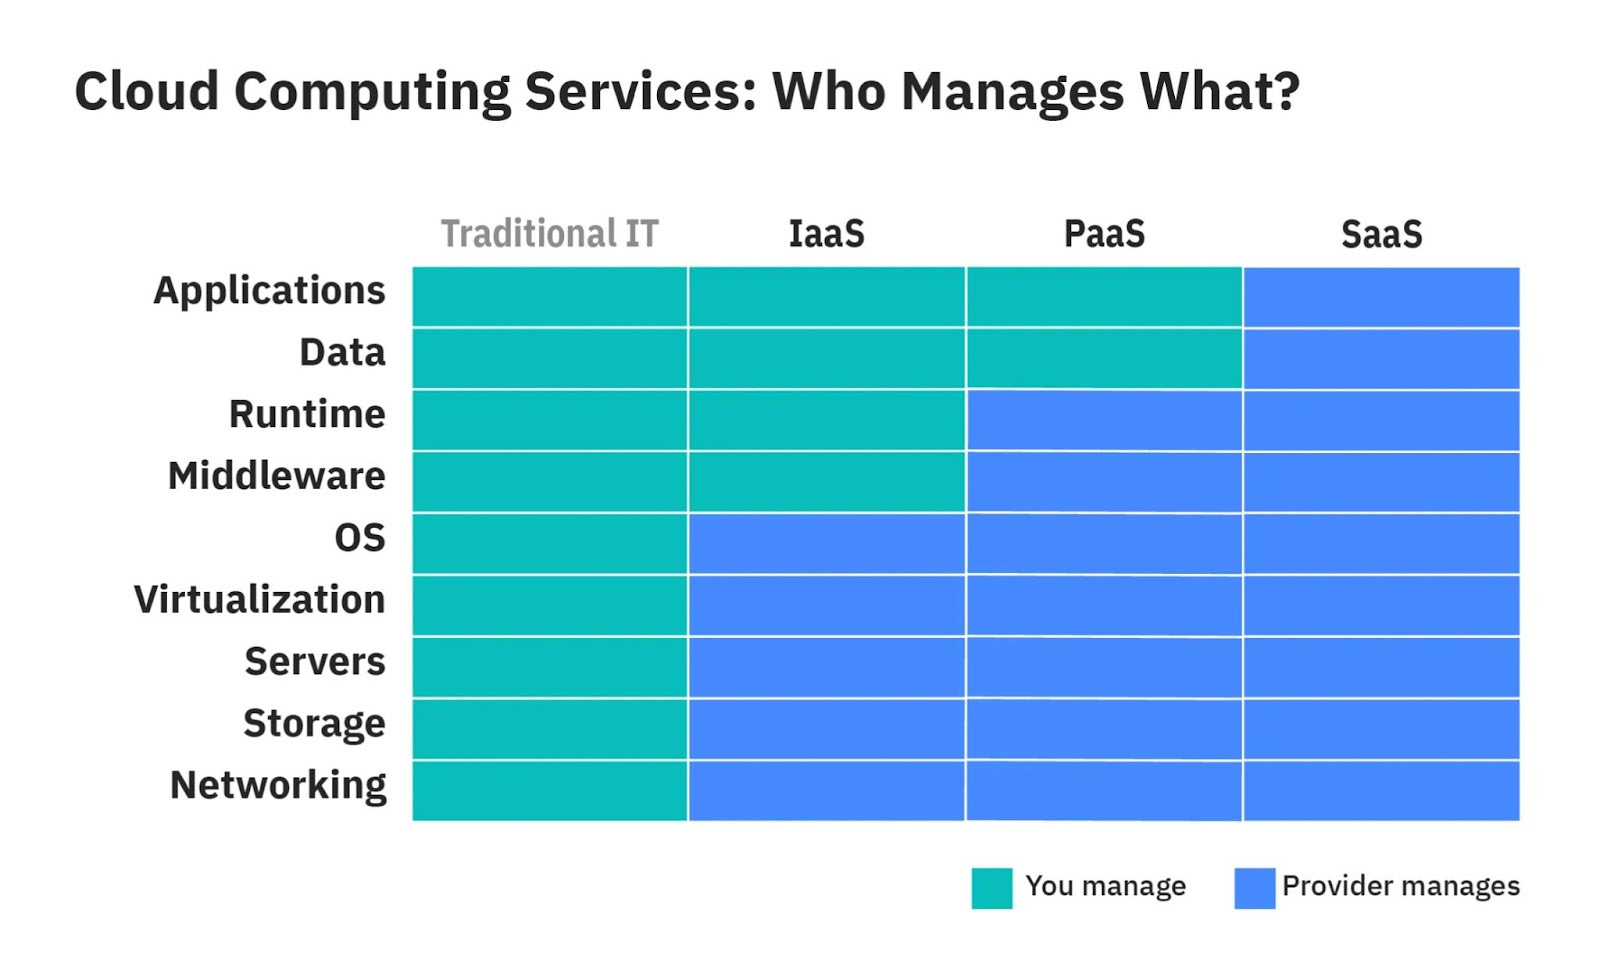 Cloud Computing Services: Who Manages What?
Traditional IT IaaS PaaS SaaS
Applications
Data
Runtime
Middleware
OS
Virtualization
Servers
Storage
Networking
You manage Provider manages